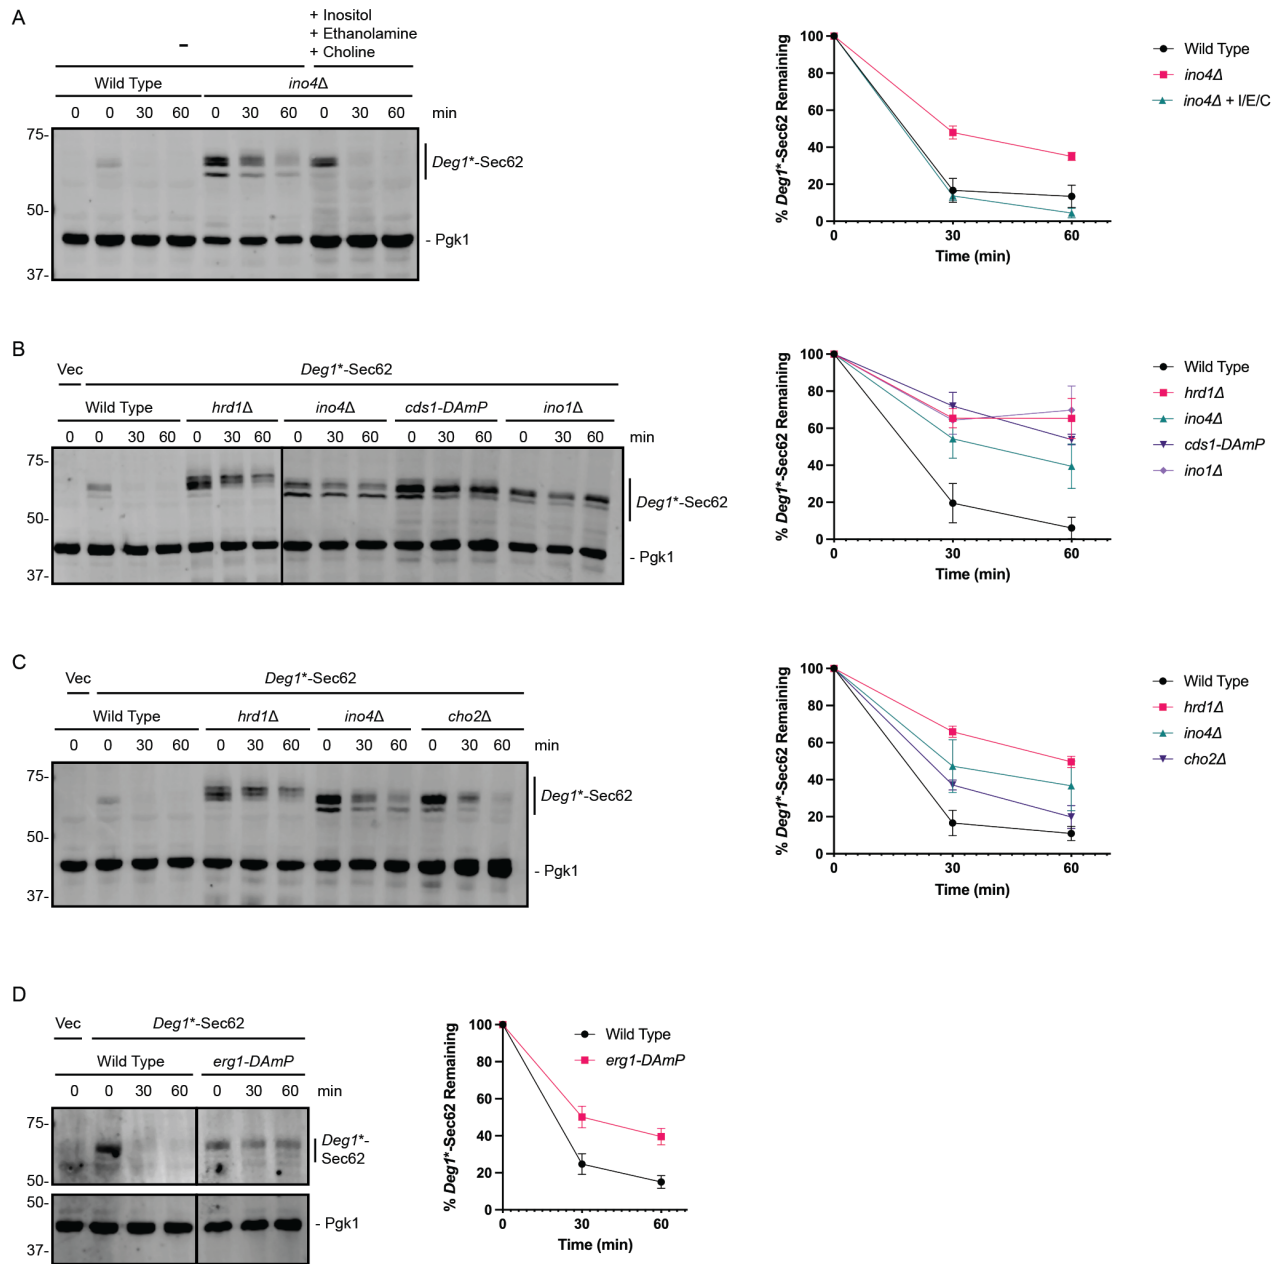 A
-
+ Inositol
+ Ethanolamine
+ Choline
Wild Type ino4Δ
0 0 30 60 0 30 60 0 30 60 min
75-
50-
37-
Deg1*-Sec62
- Pgk1
% Deg1*-Sec62 Remaining
100
80
60
40
20
0
0 30 60
Time (min)
Wild Type
ino4Δ
ino4Δ + I/E/C
B
Vec Deg1*-Sec62
Wild Type hrd1Δ ino4Δ cds1-DAmP ino1Δ
0 0 30 60 0 30 60 0 30 60 0 30 60 0 30 60 min
75-
50-
37-
Deg1*-Sec62
- Pgk1
% Deg1*-Sec62 Remaining
100
80
60
40
20
0
0 30 60
Time (min)
Wild Type
hrd1Δ
ino4Δ
cds1-DAmP
ino1Δ
C
Vec Deg1*-Sec62
Wild Type hrd1Δ ino4Δ cho2Δ
0 0 30 60 0 30 60 0 30 60 0 30 60 min
75-
50-
37-
Deg1*-Sec62
- Pgk1
% Deg1*-Sec62 Remaining
100
80
60
40
20
0
0 30 60
Time (min)
Wild Type
hrd1Δ
ino4Δ
cho2Δ
D
Vec Deg1*-Sec62
Wild Type erg1-DAmP
0 0 30 60 0 30 60 min
75-
50-
Deg1*-
Sec62
50-
37-
- Pgk1
% Deg1*-Sec62 Remaining
100
80
60
40
20
0
0 30 60
Time (min)
Wild Type
erg1-DAmP